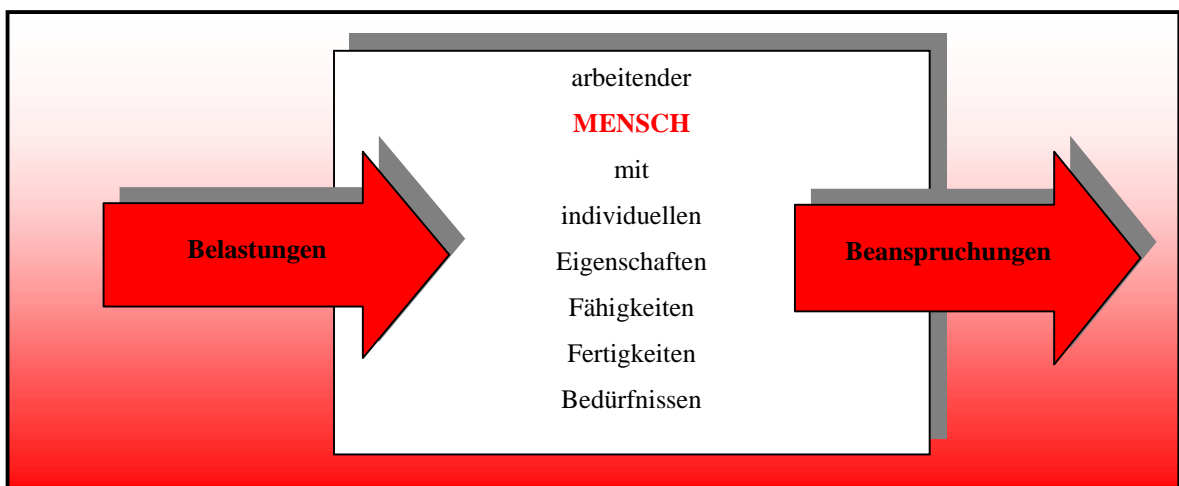 Belastungen
arbeitender
MENSCH
mit
individuellen
Eigenschaften
Fähigkeiten
Fertigkeiten
Bedürfnissen
Beanspruchungen